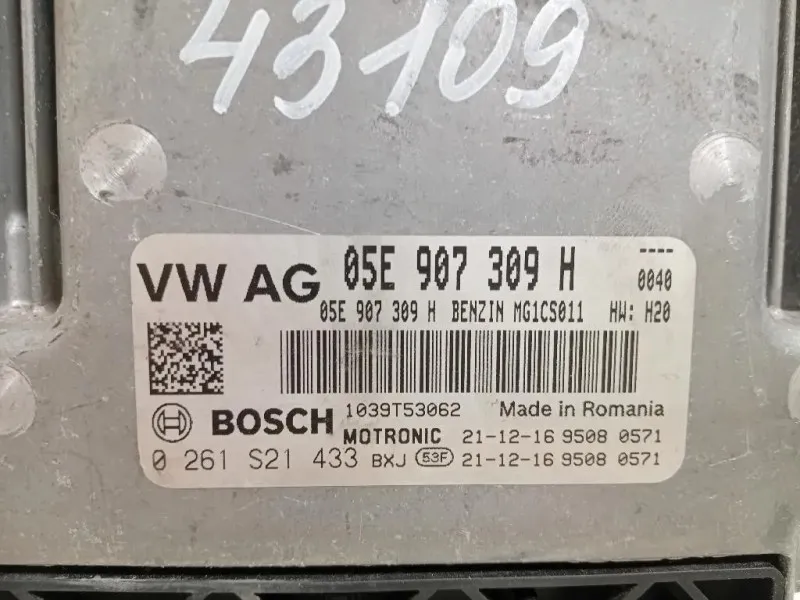 43109
VW AG 05E 907 309 H ----
0040
05E 907 309 H BENZIN MG1CS011 HW: H20
BOSCH 1039T53062 Made in Romania
MOTRONIC 21-12-16 9508 0571
0 261 S21 433 BXJ 53F 21-12-16 9508 0571